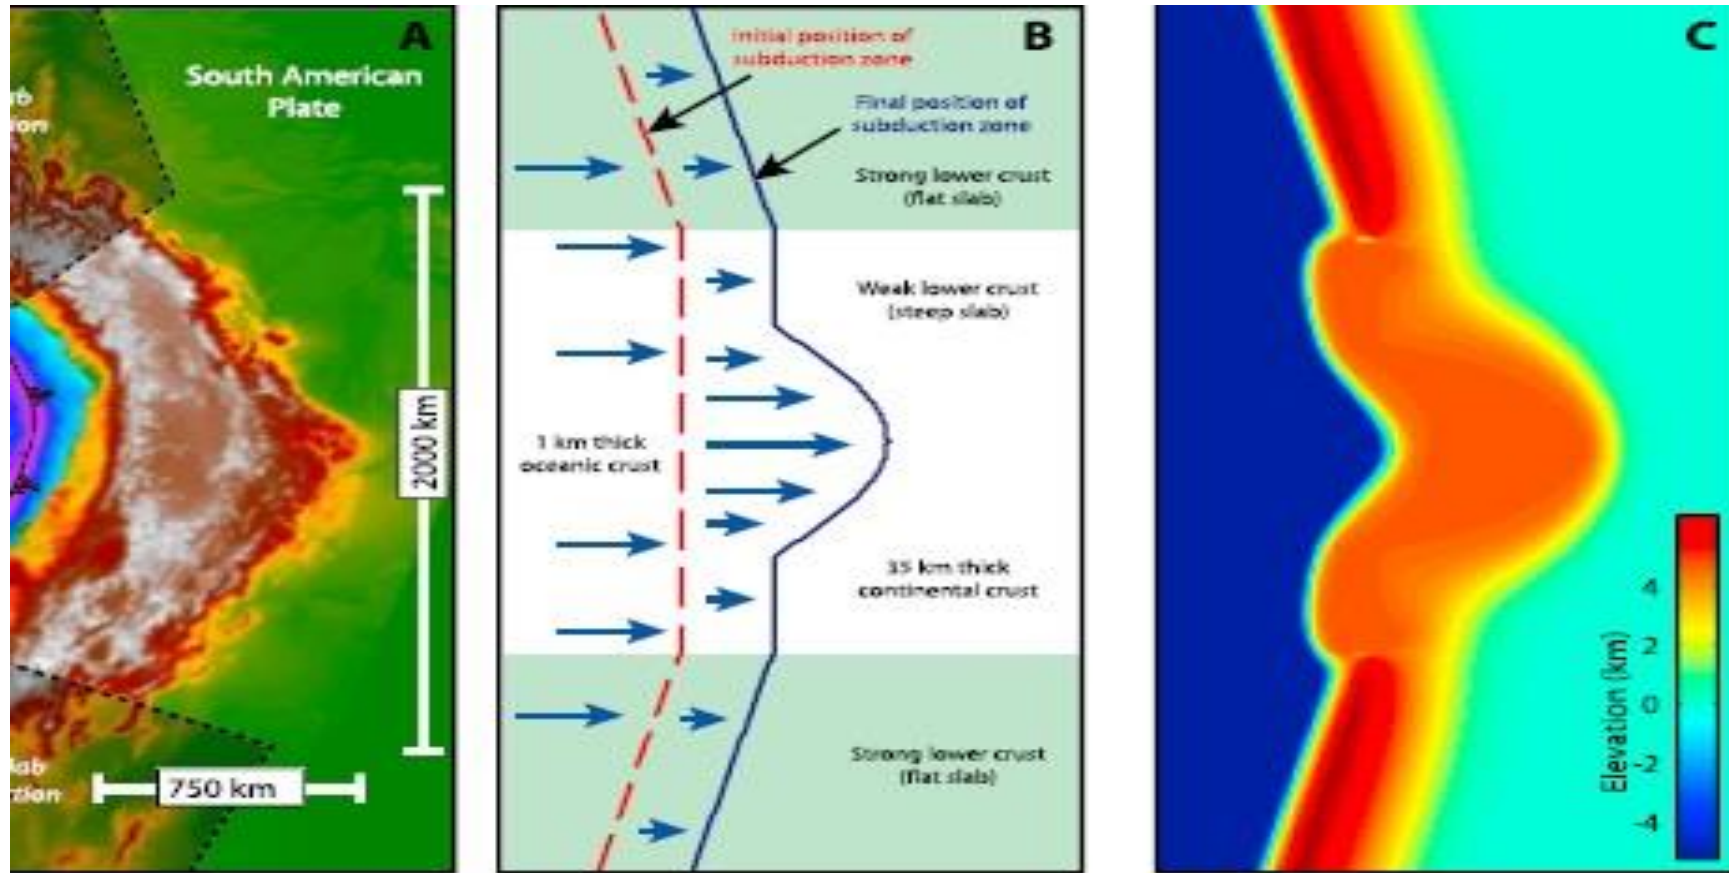 A
South American
Plate
2000 km
750 km
B
Initial position of
subduction zone
Final position of
subduction zone
Strong lower crust
(flat slab)
Weak lower crust
(steep slab)
1 km thick
oceanic crust
35 km thick
continental crust
Strong lower crust
(flat slab)
C
Elevation (km)
4
2
0
-2
-4